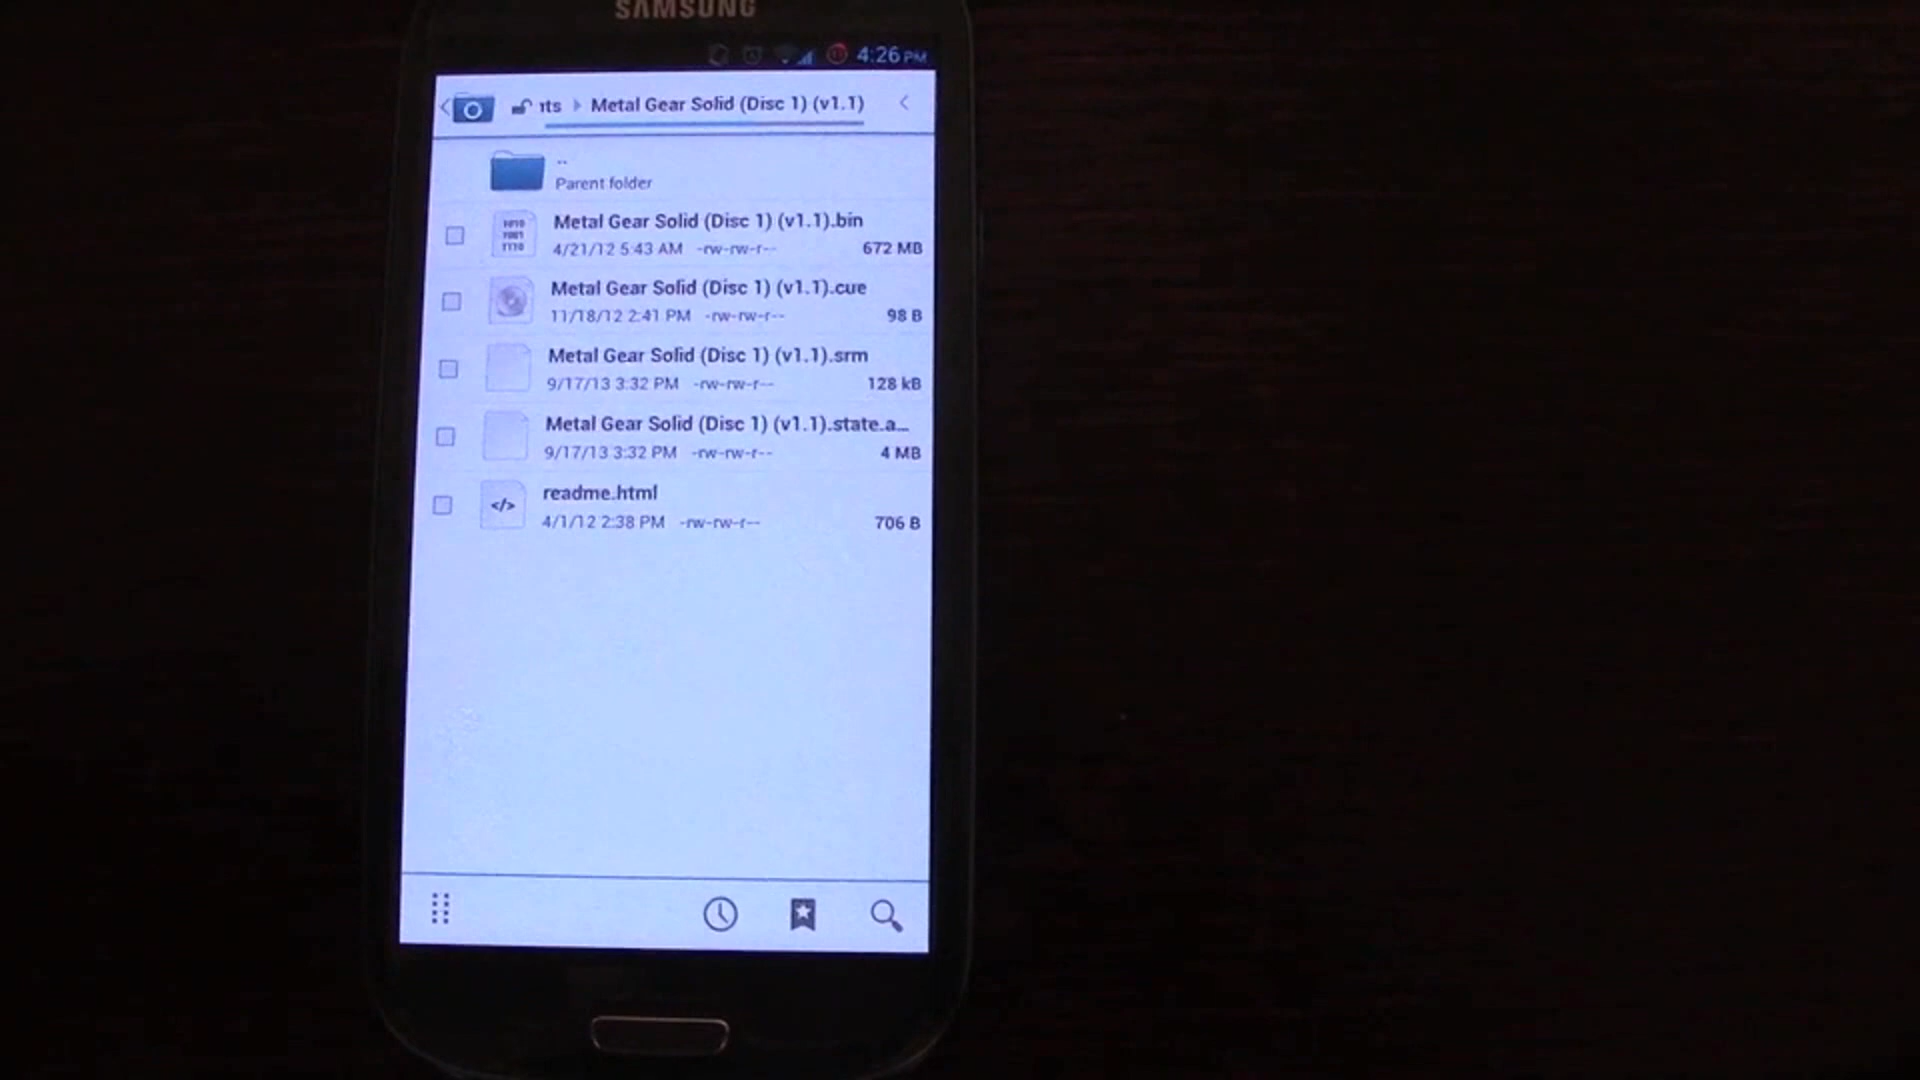 SAMSUNG
4:26 PM
nts Metal Gear Solid (Disc 1) (v1.1)
..
Parent folder
Metal Gear Solid (Disc 1) (v1.1).bin
4/21/12 5:43 AM -rw-rw-r-- 672 MB
Metal Gear Solid (Disc 1) (v1.1).cue
11/18/12 2:41 PM -rw-rw-r-- 98 B
Metal Gear Solid (Disc 1) (v1.1).srm
9/17/13 3:32 PM -rw-rw-r-- 128 kB
Metal Gear Solid (Disc 1) (v1.1).state.a...
9/17/13 3:32 PM -rw-rw-r-- 4 MB
</> readme.html
4/1/12 2:38 PM -rw-rw-r-- 706 B